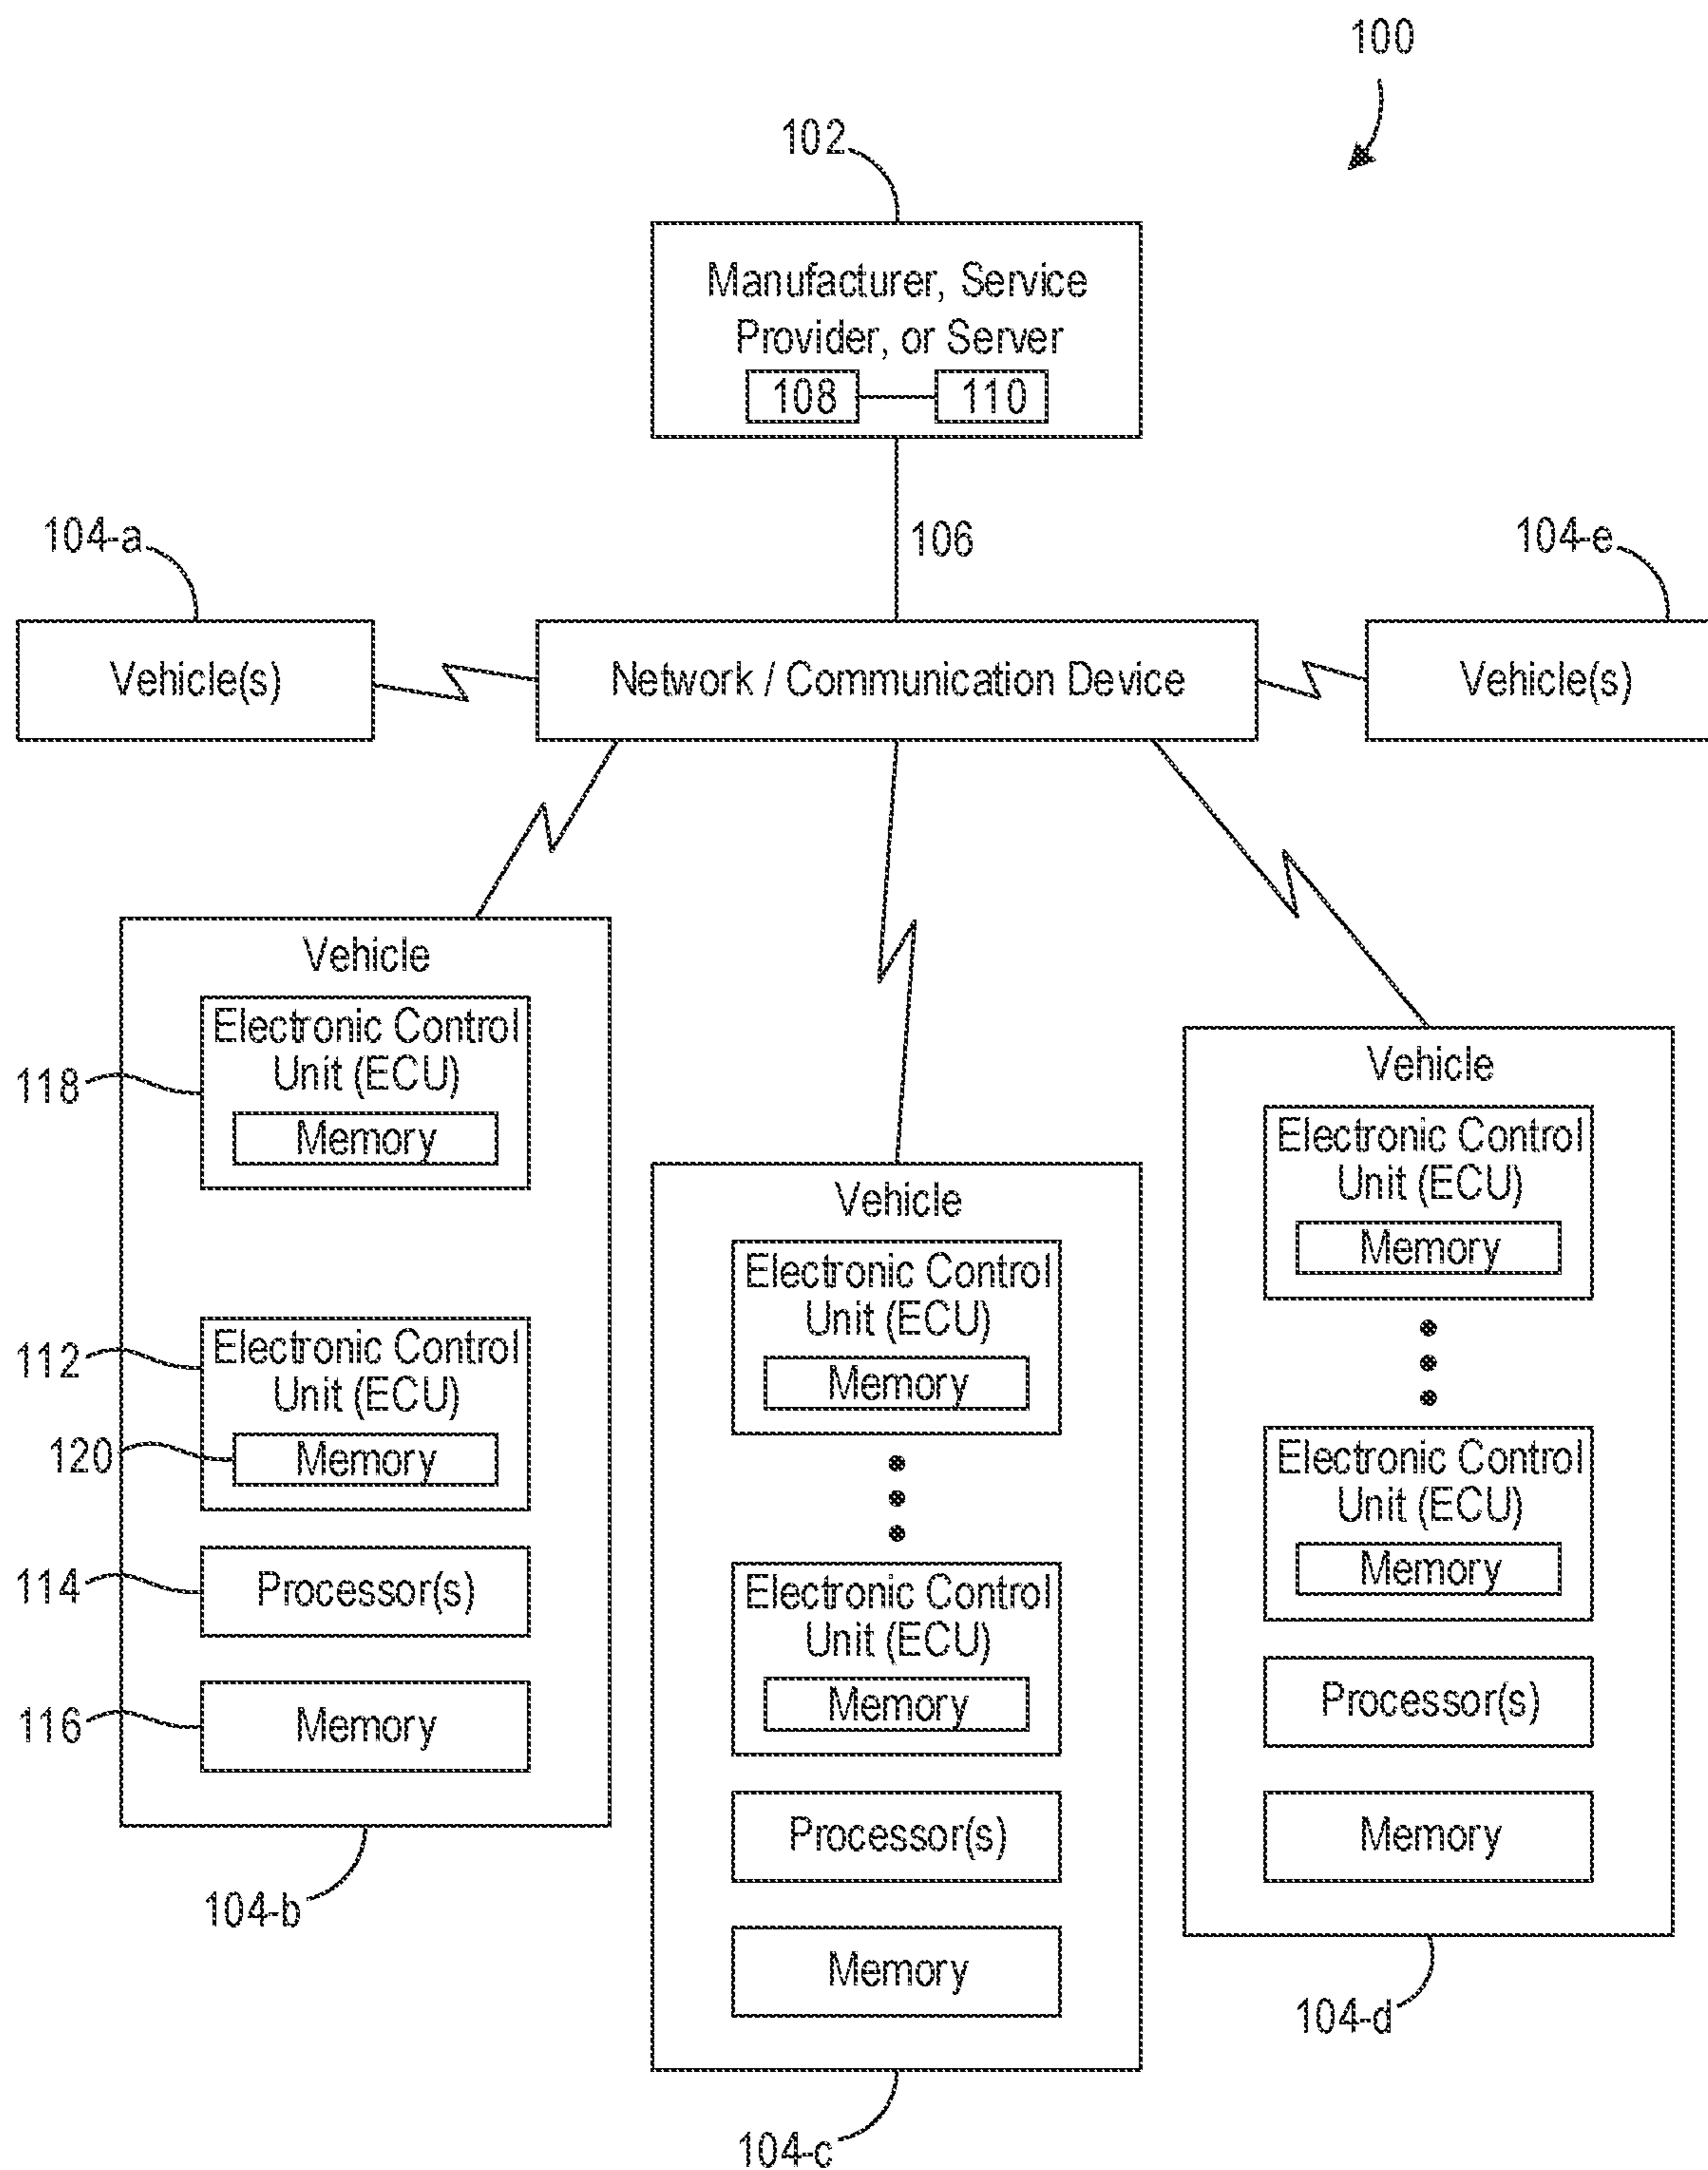 100
102
Manufacturer, Service
Provider, or Server
108
110
106
104-a
104-e
Vehicle(s)
Network / Communication Device
Vehicle(s)
Vehicle
Electronic Control
Unit (ECU)
Memory
118
Electronic Control
Unit (ECU)
Memory
112
120
Processor(s)
114
Memory
116
104-b
Vehicle
Electronic Control
Unit (ECU)
Memory
Electronic Control
Unit (ECU)
Memory
Processor(s)
Memory
104-c
Vehicle
Electronic Control
Unit (ECU)
Memory
Electronic Control
Unit (ECU)
Memory
Processor(s)
Memory
104-d